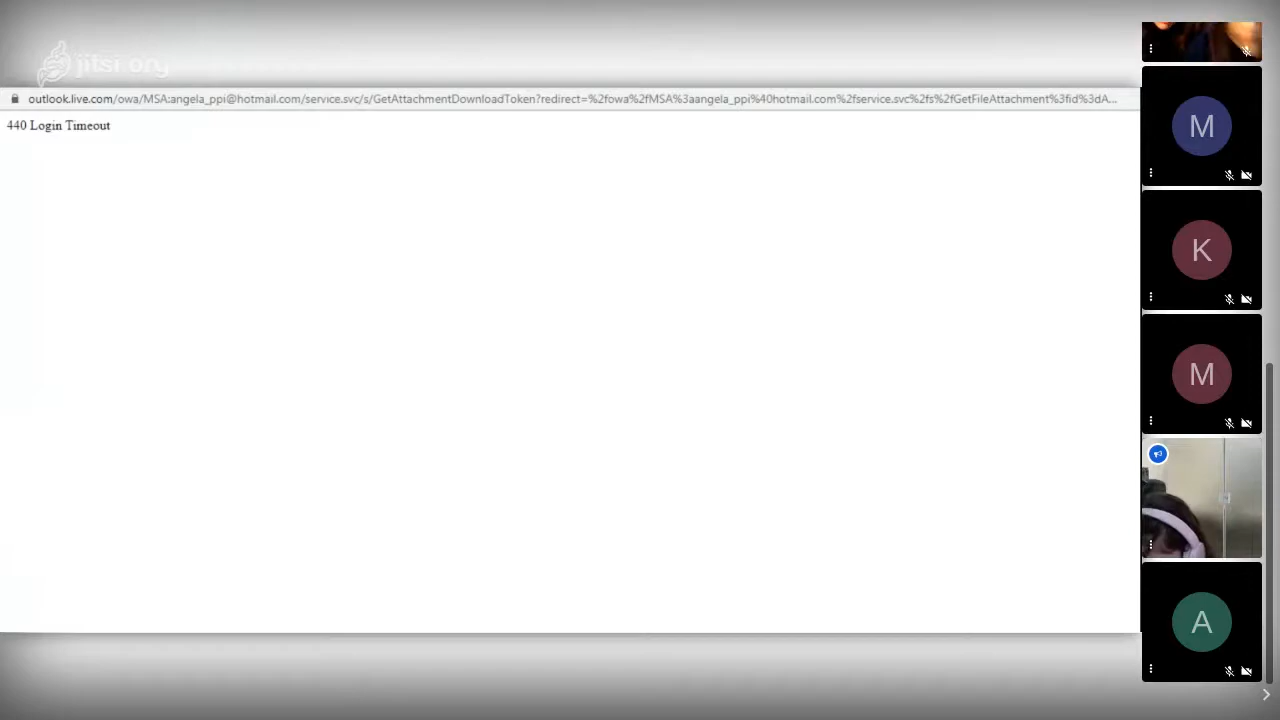 jitsi.org
outlook.live.com/owa/MSA:angela_ppi@hotmail.com/service.svc/s/GetAttachmentDownloadToken?redirect=%2fowa%2fMSA%3aangela_ppi%40hotmail.com%2fservice.svc%2fs%2fGetFileAttachment%3fid%3dA...
440 Login Timeout
M
K
M
A